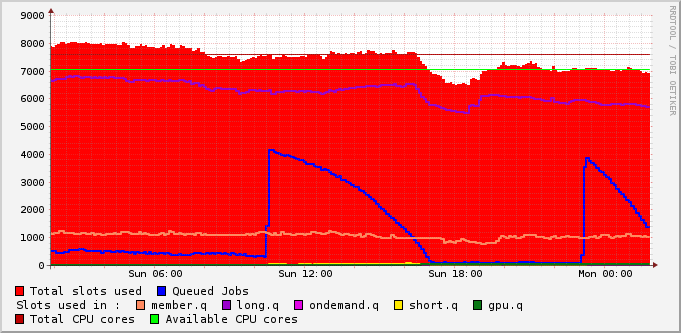 RRDTOOL / TOBI OETIKER
9000
8000
7000
6000
5000
4000
3000
2000
1000
0
Sun 06:00 Sun 12:00 Sun 18:00 Mon 00:00
Total slots used Queued Jobs
Slots used in : member.q long.q ondemand.q short.q gpu.q
Total CPU cores Available CPU cores